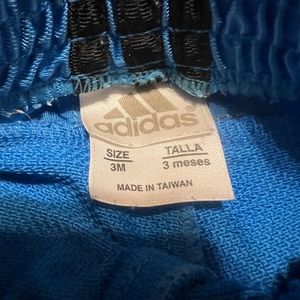 adidas
SIZE TALLA
3M 3 meses
MADE IN TAIWAN